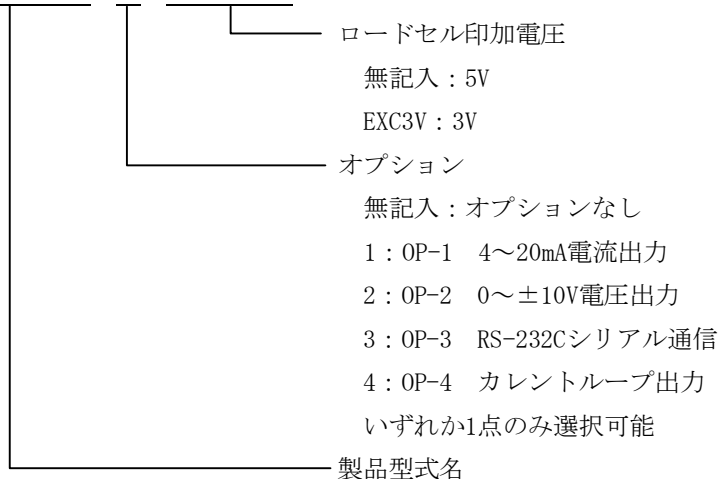 ロードセル印加電圧
無記入：5V
EXC3V：3V
オプション
無記入：オプションなし
1：OP-1　4～20mA電流出力
2：OP-2　0～±10V電圧出力
3：OP-3　RS-232Cシリアル通信
4：OP-4　カレントループ出力
いずれか1点のみ選択可能
製品型式名